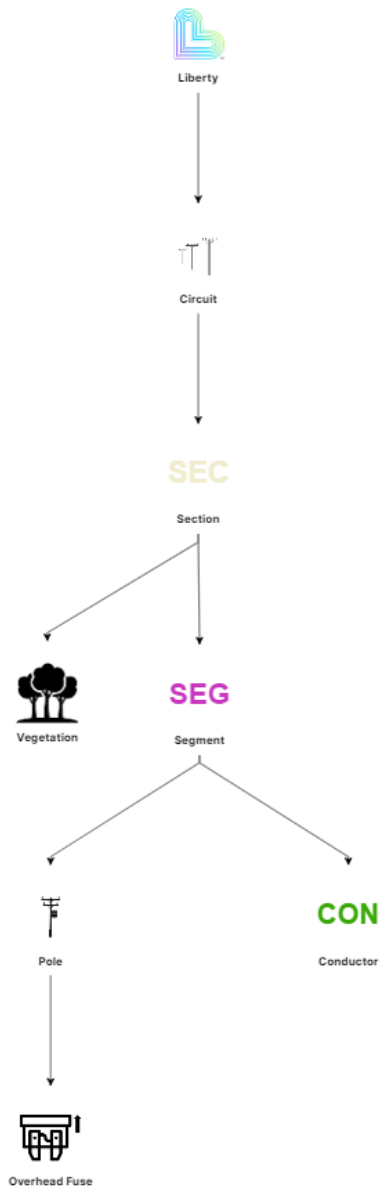 Liberty
Circuit
SEC
Section
Vegetation
SEG
Segment
Pole
CON
Conductor
Overhead Fuse